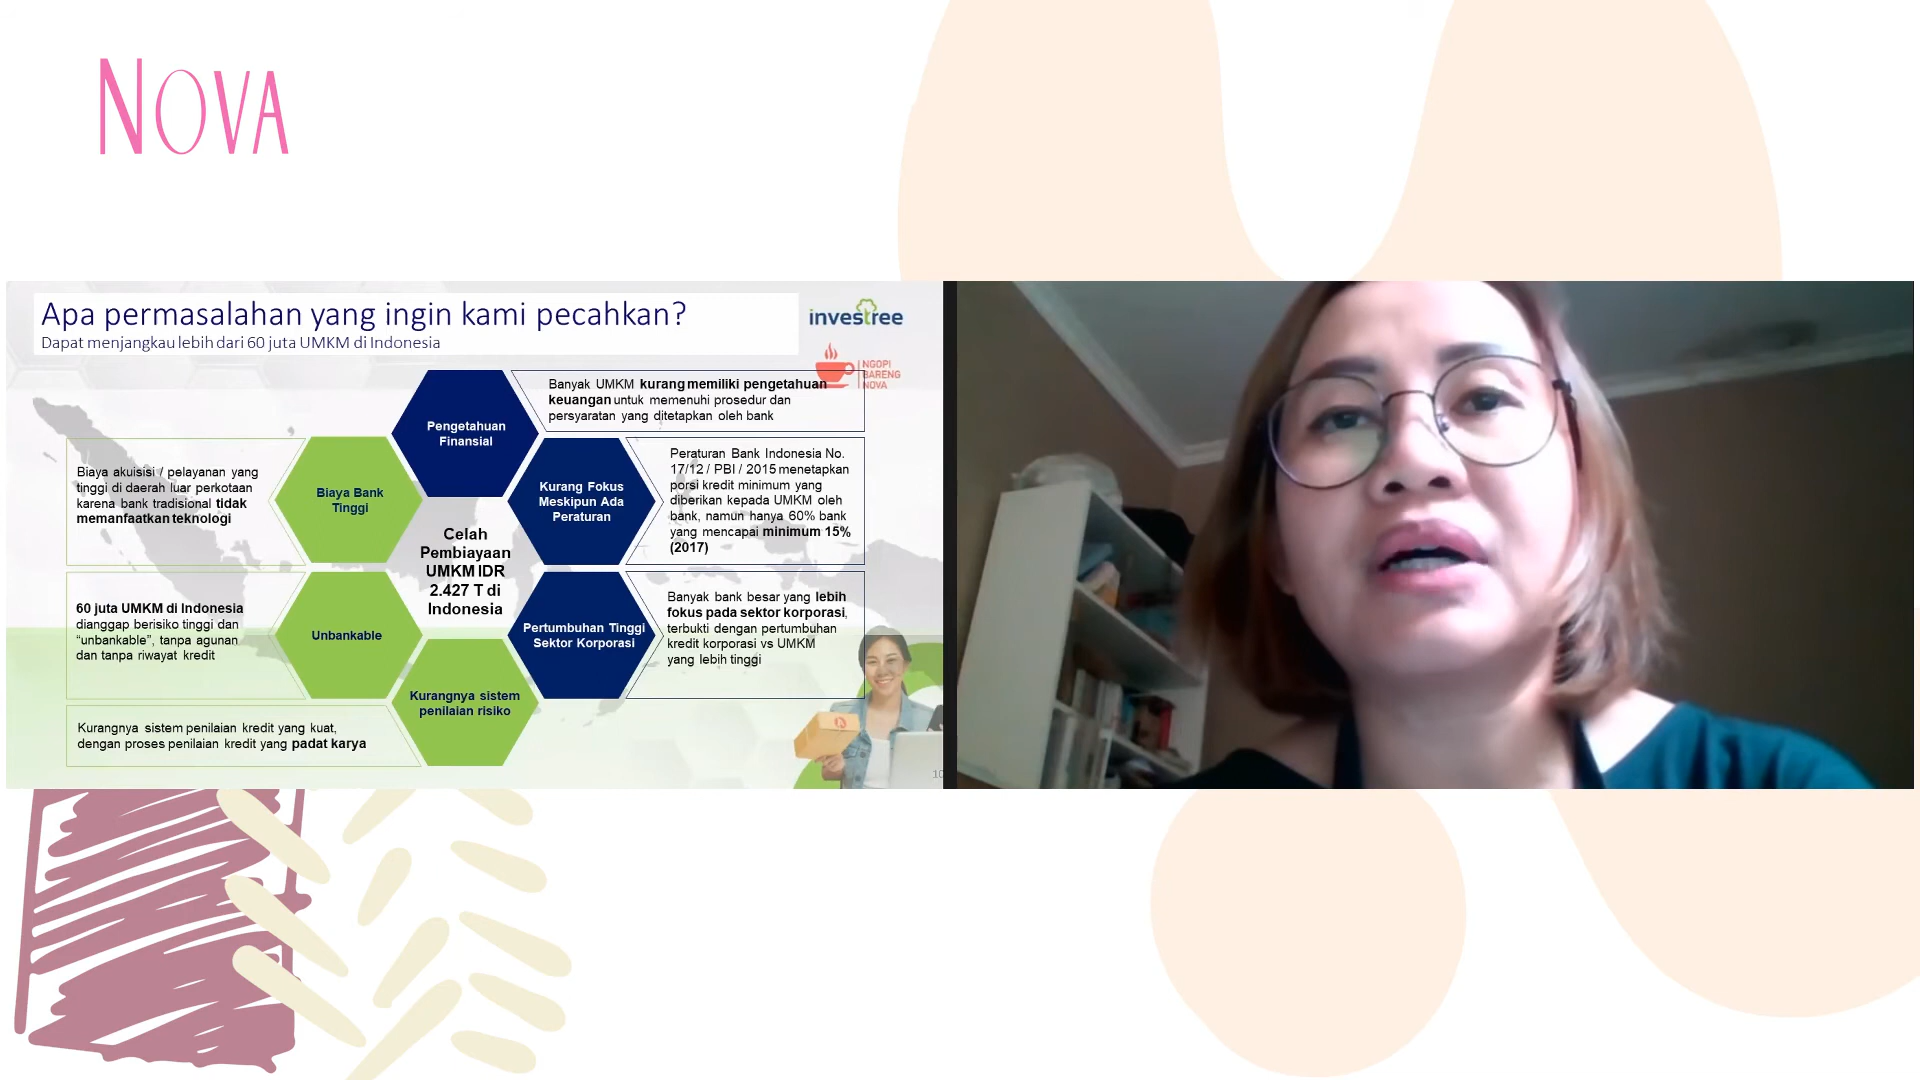 NOVA
Apa permasalahan yang ingin kami pecahkan?
Dapat menjangkau lebih dari 60 juta UMKM di Indonesia
investree
NGOPI
BARENG
NOVA
Pengetahuan
Finansial
Banyak UMKM kurang memiliki pengetahuan
keuangan untuk memenuhi prosedur dan
persyaratan yang ditetapkan oleh bank
Biaya akuisisi / pelayanan yang
tinggi di daerah luar perkotaan
karena bank tradisional tidak
memanfaatkan teknologi
Biaya Bank
Tinggi
Kurang Fokus
Meskipun Ada
Peraturan
Peraturan Bank Indonesia No.
17/12 / PBI / 2015 menetapkan
porsi kredit minimum yang
diberikan kepada UMKM oleh
bank, namun hanya 60% bank
yang mencapai minimum 15%
(2017)
Celah
Pembiayaan
UMKM IDR
2.427 T di
Indonesia
60 juta UMKM di Indonesia
dianggap berisiko tinggi dan
“unbankable”, tanpa agunan
dan tanpa riwayat kredit
Unbankable
Pertumbuhan Tinggi
Sektor Korporasi
Banyak bank besar yang lebih
fokus pada sektor korporasi,
terbukti dengan pertumbuhan
kredit korporasi vs UMKM
yang lebih tinggi
Kurangnya sistem
penilaian risiko
Kurangnya sistem penilaian kredit yang kuat,
dengan proses penilaian kredit yang padat karya
10